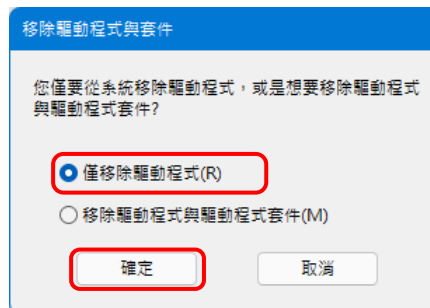 移除驅動程式與套件
您僅要從系統移除驅動程式，或是想要移除驅動程式
與驅動程式套件?
僅移除驅動程式(R)
移除驅動程式與驅動程式套件(M)
確定
取消